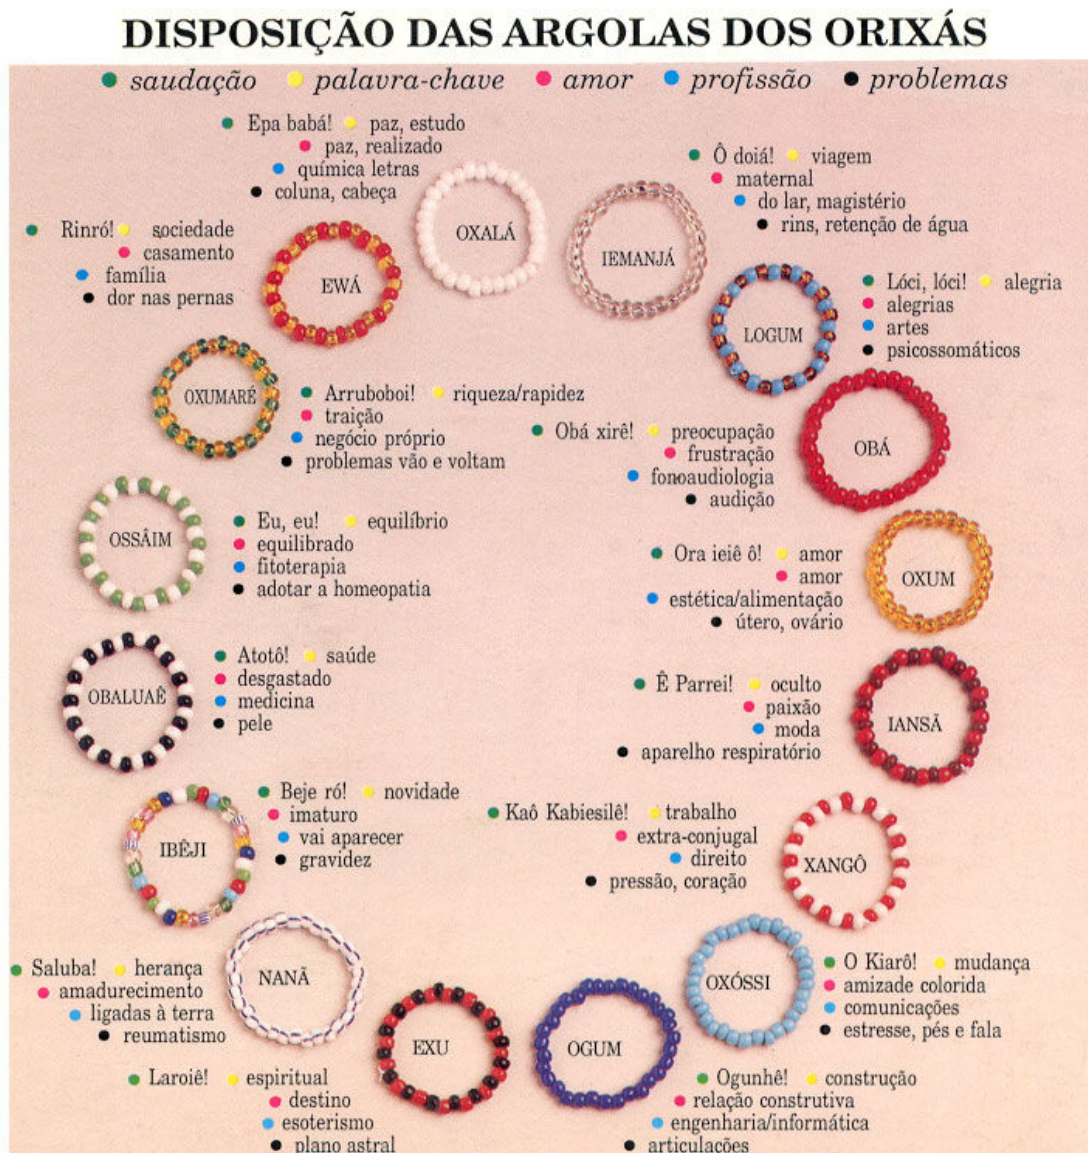 DISPOSIÇÃO DAS ARGOLAS DOS ORIXÁS
saudação palavra-chave amor profissão problemas
Epa babá! paz, estudo
paz, realizado
química letras
coluna, cabeça
OXALÁ
Ô doiá! viagem
maternal
do lar, magistério
rins, retenção de água
IEMANJÁ
Rinró! sociedade
casamento
família
dor nas pernas
EWÁ
Lóci, lóci! alegria
alegrias
artes
psicossomáticos
LOGUM
OXUMARÉ
Arruboboi! riqueza/rapidez
traição
negócio próprio
problemas vão e voltam
Obá xirê! preocupação
frustração
fonoaudiologia
audição
OBÁ
OSSÂIM
Eu, eu! equilíbrio
equilibrado
fitoterapia
adotar a homeopatia
Ora ieiê ô! amor
amor
estética/alimentação
útero, ovário
OXUM
OBALUAÊ
Atotô! saúde
desgastado
medicina
pele
Ê Parrei! oculto
paixão
moda
aparelho respiratório
IANSÃ
IBÊJI
Beje ró! novidade
imaturo
vai aparecer
gravidez
Kaô Kabiesilê! trabalho
extra-conjugal
direito
pressão, coração
XANGÔ
Saluba! herança
amadurecimento
ligadas à terra
reumatismo
NANÃ
OXÓSSI
O Kiarô! mudança
amizade colorida
comunicações
estresse, pés e fala
EXU
Laroiê! espiritual
destino
esoterismo
plano astral
OGUM
Ogunhê! construção
relação construtiva
engenharia/informática
articulações